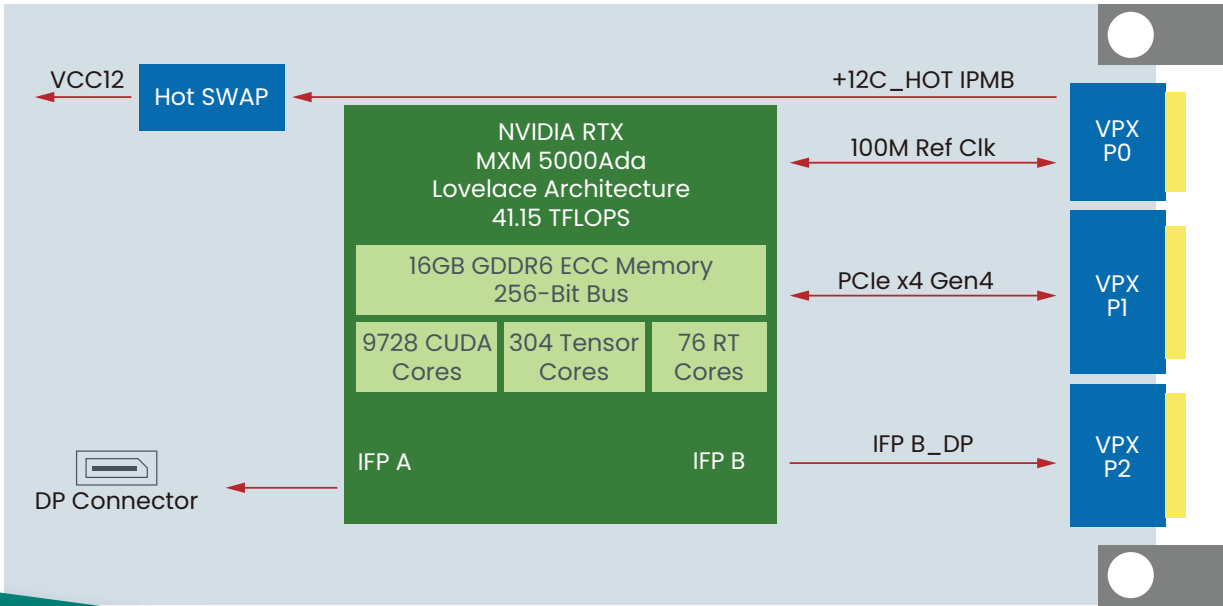 VCC12
Hot SWAP
+12C_HOT IPMB
VPX
P0
NVIDIA RTX
MXM 5000Ada
Lovelace Architecture
41.15 TFLOPS
100M Ref Clk
16GB GDDR6 ECC Memory
256-Bit Bus
PCIe x4 Gen4
VPX
P1
9728 CUDA
Cores
304 Tensor
Cores
76 RT
Cores
IFP A
IFP B
IFP B_DP
VPX
P2
DP Connector